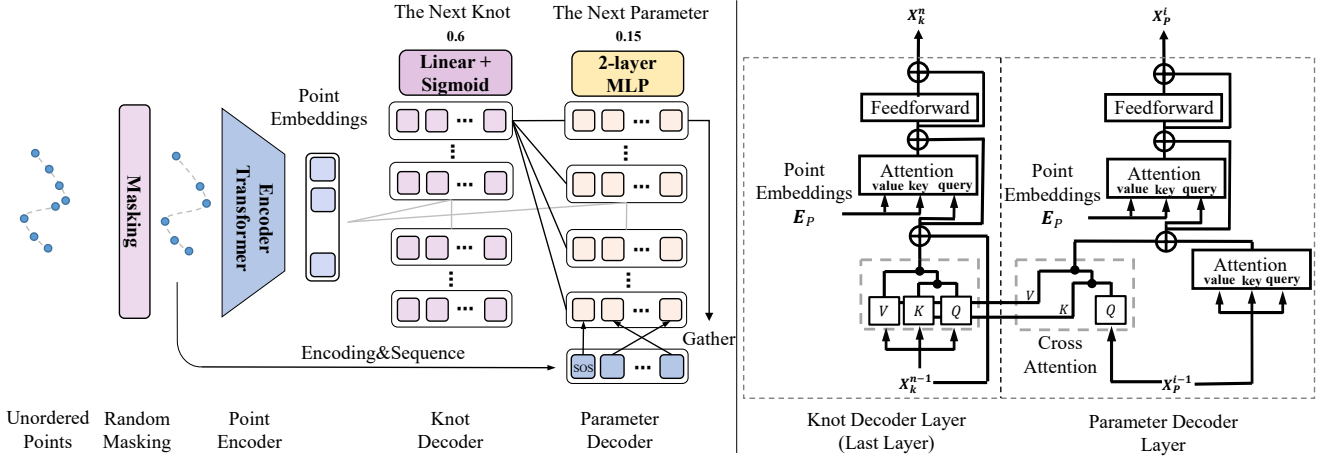 The Next Knot
The Next Parameter
0.6
0.15
Linear +
Sigmoid
2-layer
MLP
Point
Embeddings
Masking
Encoder
Transformer
SOS
Gather
Encoding&Sequence
Unordered
Points
Random
Masking
Point
Encoder
Knot
Decoder
Parameter
Decoder
X_k^n
Feedforward
Attention
value key query
Point
Embeddings
E_P
V
K
Q
X_k^{n-1}
Knot Decoder Layer
(Last Layer)
X_P^i
Feedforward
Attention
value key query
Point
Embeddings
E_P
Attention
value key query
V
K
Q
Cross
Attention
X_P^{i-1}
Parameter Decoder
Layer